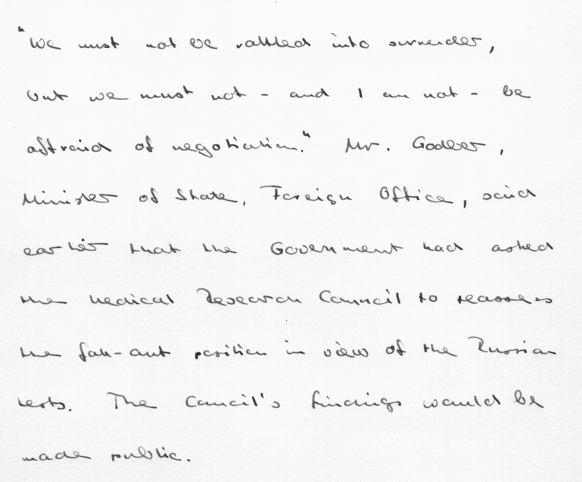 "We must not be rattled into surrender,
but we must not - and I am not - be
afraid of negotiation." Mr. Godber,
Minister of State, Foreign Office, said
earlier that the Government had asked
the Medical Research Council to reassess
the fall-out position in view of the Russian
tests. The Council's findings would be
made public.